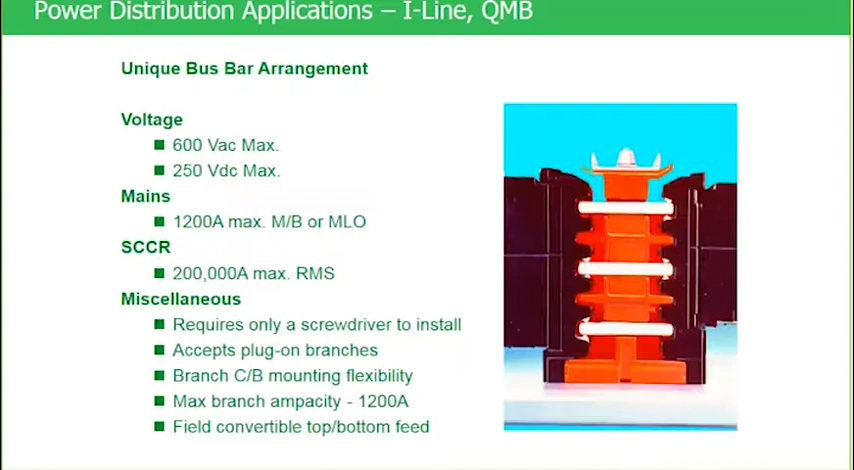 Power Distribution Applications – I-Line, QMB
Unique Bus Bar Arrangement
Voltage
600 Vac Max.
250 Vdc Max.
Mains
1200A max. M/B or MLO
SCCR
200,000A max. RMS
Miscellaneous
Requires only a screwdriver to install
Accepts plug-on branches
Branch C/B mounting flexibility
Max branch ampacity - 1200A
Field convertible top/bottom feed